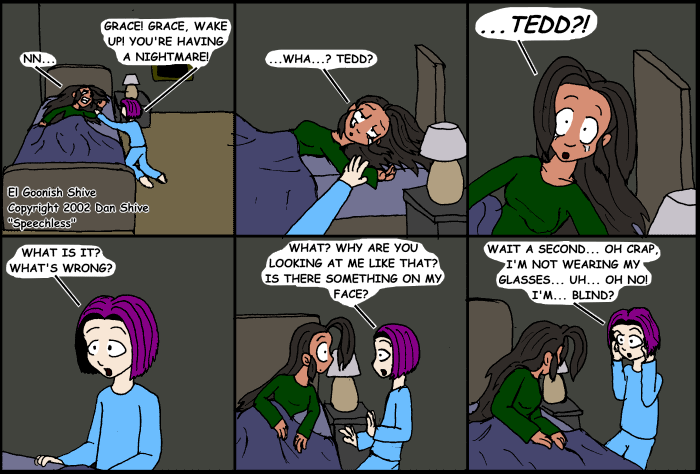 NN...
GRACE! GRACE, WAKE
UP! YOU'RE HAVING
A NIGHTMARE!
El Goonish Shive
Copyright 2002 Dan Shive
"Speechless"
...WHA...? TEDD?
...TEDD?!
WHAT IS IT?
WHAT'S WRONG?
WHAT? WHY ARE YOU
LOOKING AT ME LIKE THAT?
IS THERE SOMETHING ON MY
FACE?
WAIT A SECOND... OH CRAP,
I'M NOT WEARING MY
GLASSES... UH... OH NO!
I'M... BLIND?